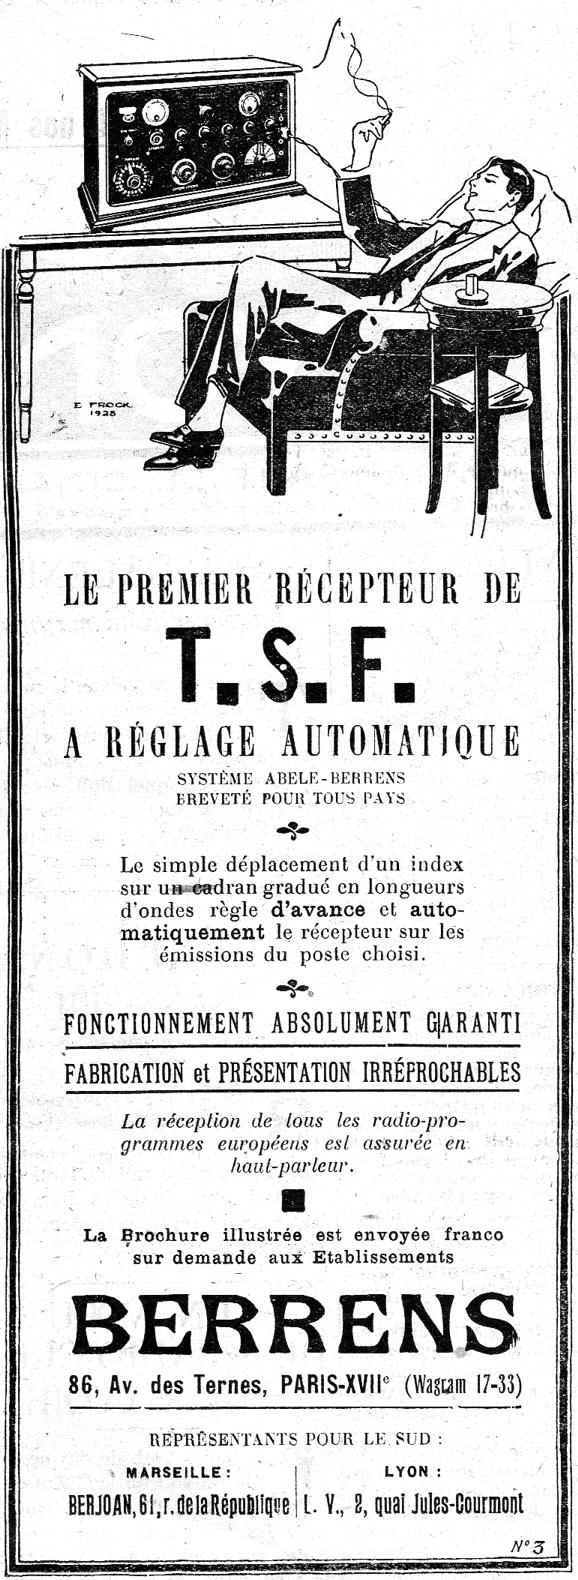 E FROCK
1925
LE PREMIER RÉCEPTEUR DE
T.S.F.
A RÉGLAGE AUTOMATIQUE
SYSTÈME ABELE-BERRENS
BREVETÉ POUR TOUS PAYS
Le simple déplacement d'un index
sur un cadran gradué en longueurs
d'ondes règle d'avance et auto-
matiquement le récepteur sur les
émissions du poste choisi.
FONCTIONNEMENT ABSOLUMENT GARANTI
FABRICATION et PRÉSENTATION IRRÉPROCHABLES
La réception de tous les radio-pro-
grammes européens est assurée en
haut-parleur.
La Brochure illustrée est envoyée franco
sur demande aux Etablissements
BERRENS
86, Av. des Ternes, PARIS-XVIIe (Wagram 17-33)
REPRÉSENTANTS POUR LE SUD :
MARSEILLE :
BERJOAN, 61, r. de la République
LYON :
L. V., 2, quai Jules-Courmont
N° 3